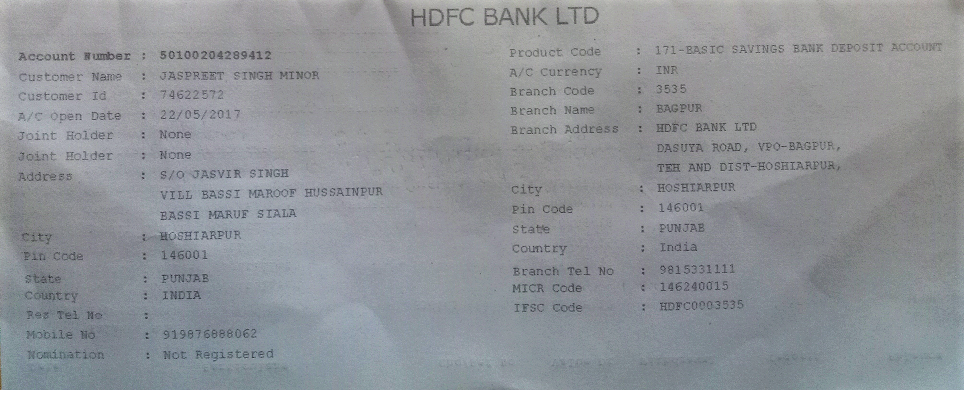 HDFC BANK LTD
Account Number : 50100204289412
Customer Name : JASPREET SINGH MINOR
Customer Id : 74622572
A/C Open Date : 22/05/2017
Joint Holder : None
Joint Holder : None
Address : S/O JASVIR SINGH
VILL BASSI MAROOF HUSSAINPUR
BASSI MARUF SIALA
City : HOSHIARPUR
Pin Code : 146001
State : PUNJAB
Country : INDIA
Res Tel No :
Mobile No : 919876888062
Nomination : Not Registered
Product Code : 171-BASIC SAVINGS BANK DEPOSIT ACCOUNT
A/C Currency : INR
Branch Code : 3535
Branch Name : BAGPUR
Branch Address : HDFC BANK LTD
DASUYA ROAD, VPO-BAGPUR,
TEH AND DIST-HOSHIARPUR,
City : HOSHIARPUR
Pin Code : 146001
State : PUNJAB
Country : India
Branch Tel No : 9815331111
MICR Code : 146240015
IFSC Code : HDFC0003535